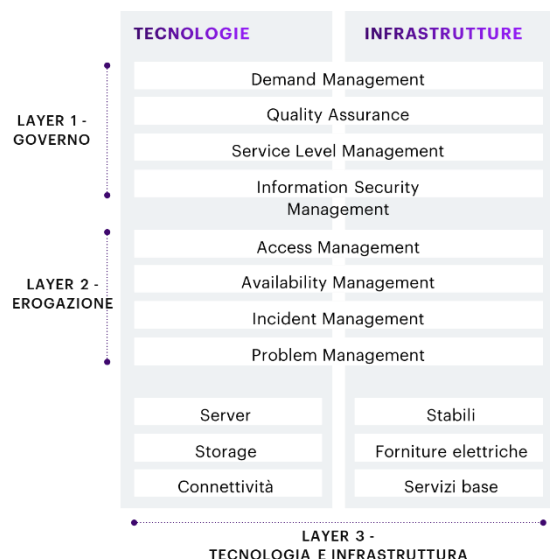 TECNOLOGIE
INFRASTRUTTURE
LAYER 1 -
GOVERNO
Demand Management
Quality Assurance
Service Level Management
Information Security
Management
LAYER 2 -
EROGAZIONE
Access Management
Availability Management
Incident Management
Problem Management
Server
Stabili
Storage
Forniture elettriche
Connettività
Servizi base
LAYER 3 -
TECNOLOGIA E INFRASTRUTTURA